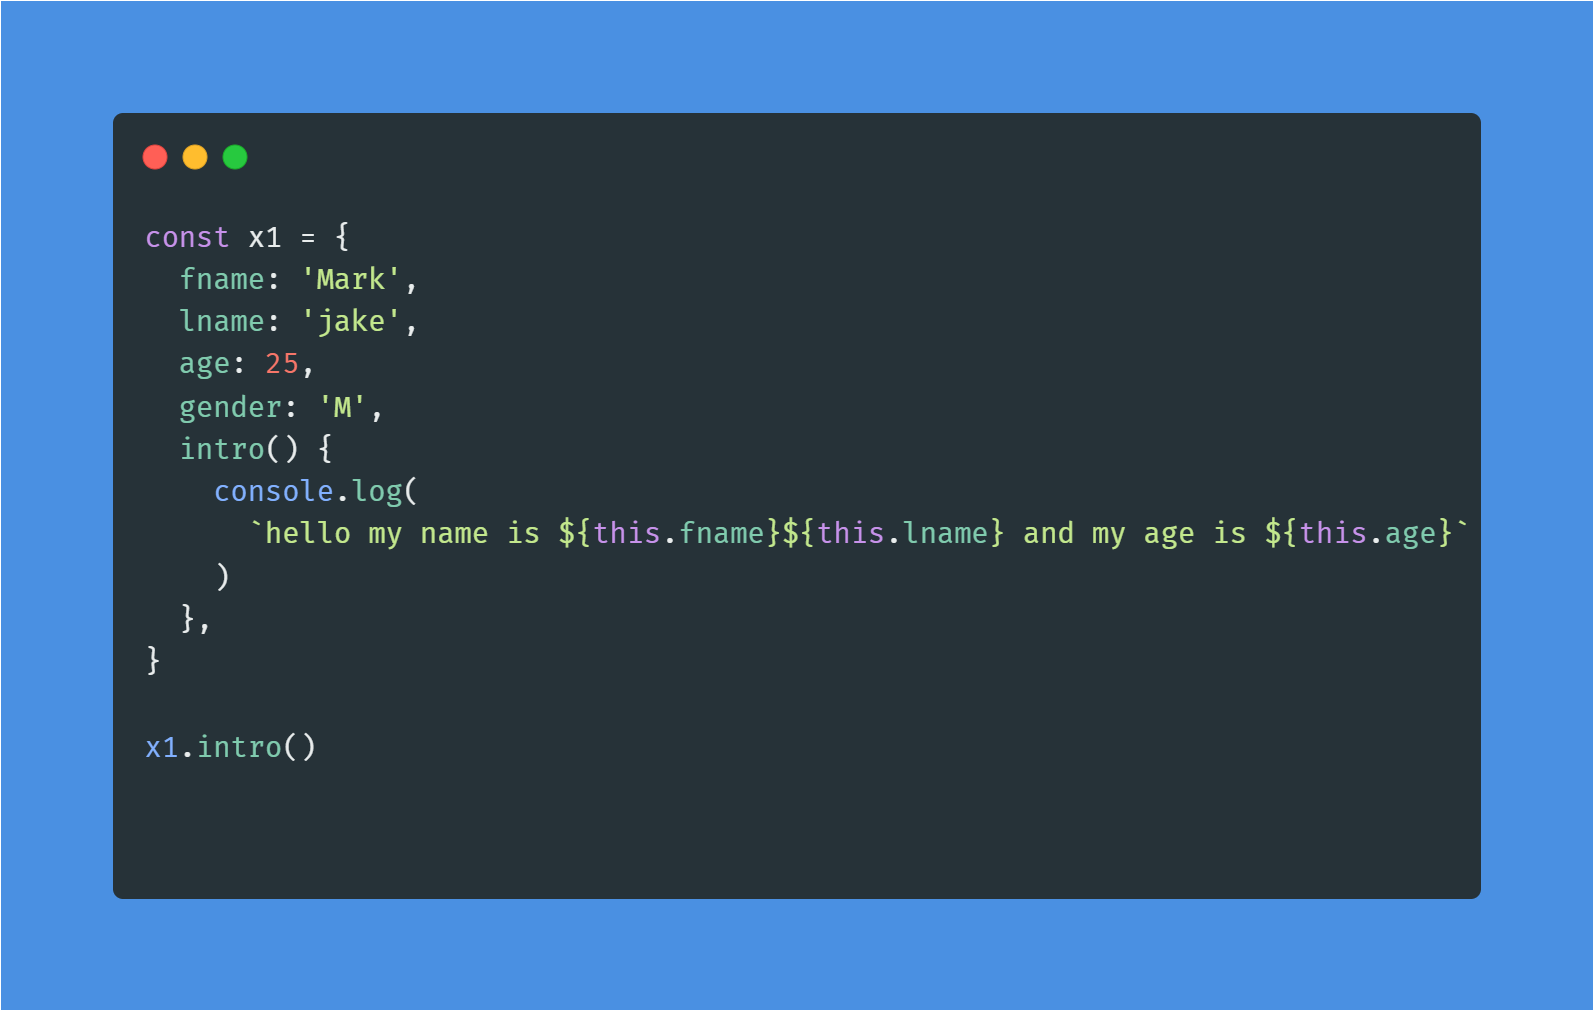 const x1 = {
  fname: 'Mark',
  lname: 'jake',
  age: 25,
  gender: 'M',
  intro() {
    console.log(
      `hello my name is ${this.fname}${this.lname} and my age is ${this.age}`
    )
  },
}

x1.intro()